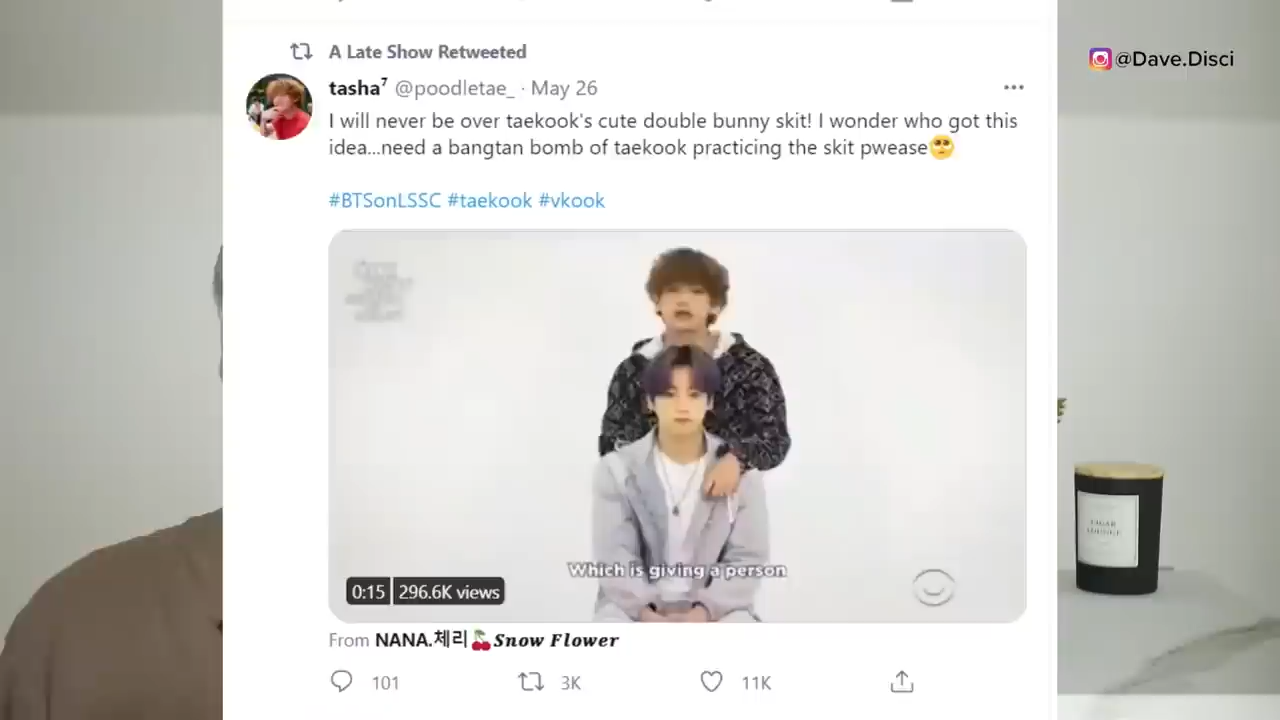 A Late Show Retweeted
@Dave.Disci
tasha⁷ @poodletae_ · May 26
I will never be over taekook's cute double bunny skit! I wonder who got this
idea...need a bangtan bomb of taekook practicing the skit pwease🥺
#BTSonLSSC #taekook #vkook
Which is giving a person
0:15 296.6K views
From NANA.체리🍒Snow Flower
101 3K 11K
CIGAR
LOUNGE